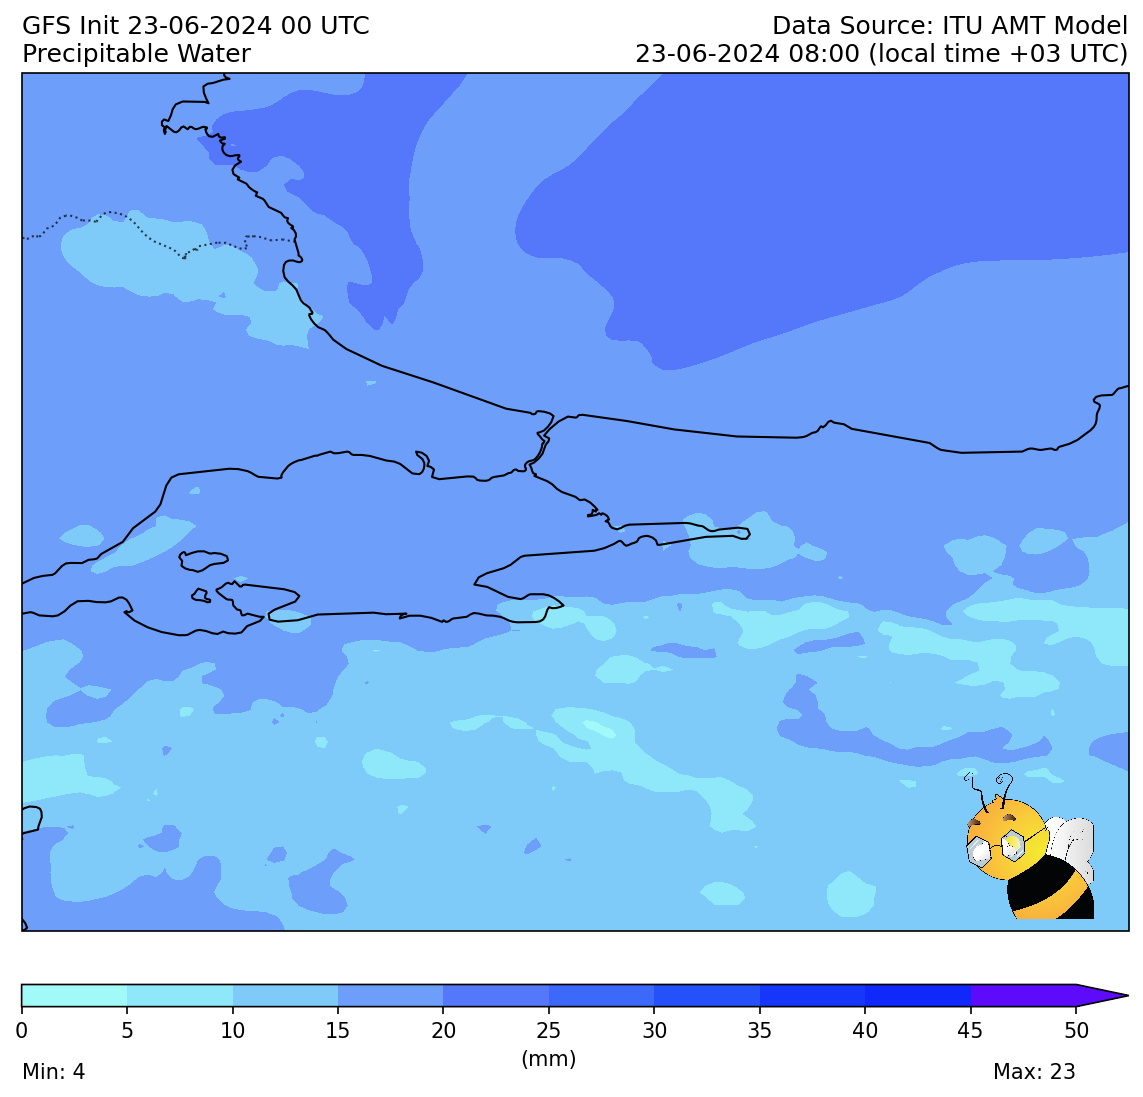 GFS Init 23-06-2024 00 UTC
Data Source: ITU AMT Model
Precipitable Water
23-06-2024 08:00 (local time +03 UTC)
0 5 10 15 20 25 30 35 40 45 50
(mm)
Min: 4
Max: 23